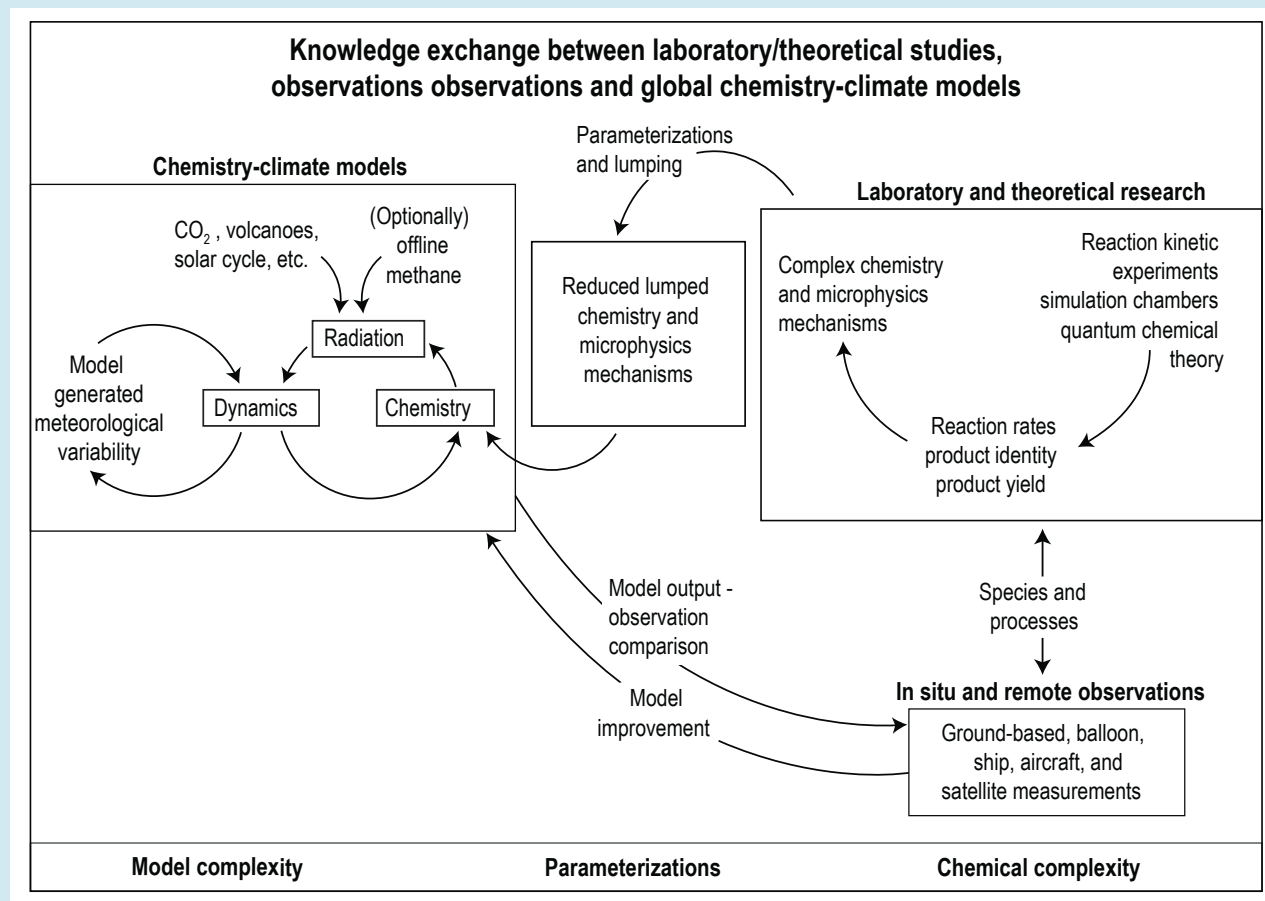 Knowledge exchange between laboratory/theoretical studies,
observations observations and global chemistry-climate models
Chemistry-climate models
CO₂ , volcanoes,
solar cycle, etc.
(Optionally)
offline
methane
Radiation
Model
generated
meteorological
variability
Dynamics
Chemistry
Parameterizations
and lumping
Reduced lumped
chemistry and
microphysics
mechanisms
Laboratory and theoretical research
Complex chemistry
and microphysics
mechanisms
Reaction kinetic
experiments
simulation chambers
quantum chemical
theory
Reaction rates
product identity
product yield
Model output -
observation
comparison
Model
improvement
Species and
processes
In situ and remote observations
Ground-based, balloon,
ship, aircraft, and
satellite measurements
Model complexity
Parameterizations
Chemical complexity